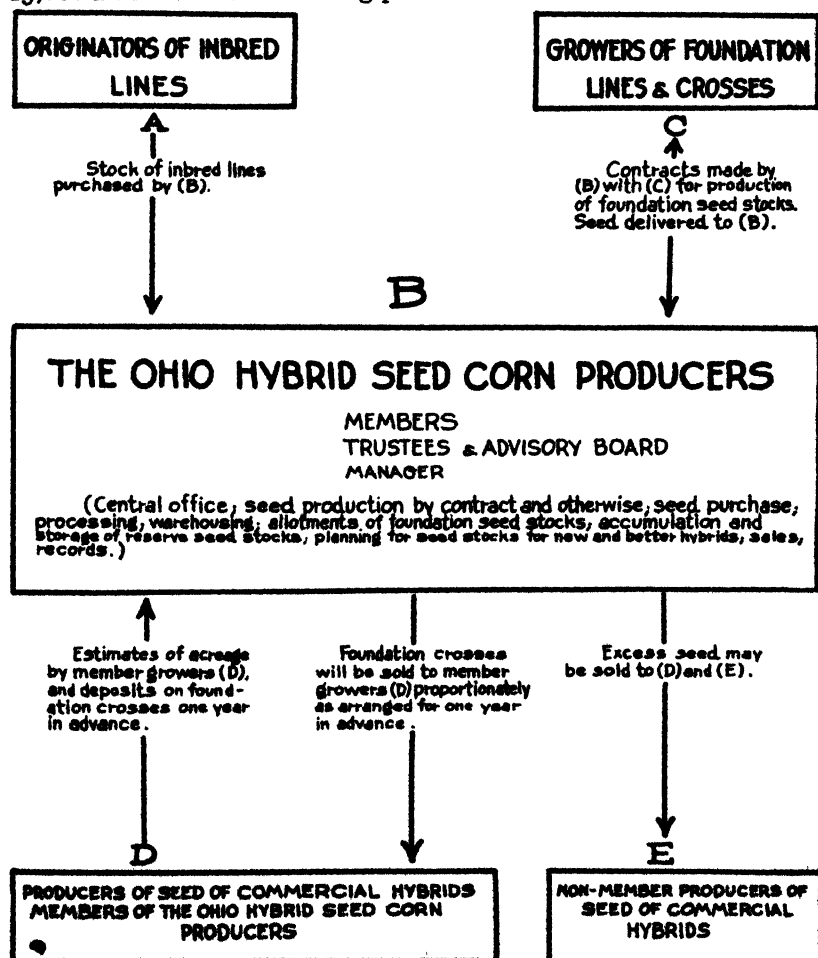 ORIGINATORS OF INBRED
LINES
GROWERS OF FOUNDATION
LINES & CROSSES
A
C
Stock of inbred lines
purchased by (B).
Contracts made by
(B) with (C) for production
of foundation seed stocks.
Seed delivered to (B).
B
THE OHIO HYBRID SEED CORN PRODUCERS
MEMBERS
TRUSTEES & ADVISORY BOARD
MANAGER
(Central office; seed production by contract and otherwise; seed purchase;
processing; warehousing; allotments of foundation seed stocks, accumulation and
storage of reserve seed stocks; planning for seed stocks for new and better hybrids; sales,
records.)
Estimates of acreage
by member growers (D),
and deposits on found-
ation crosses one year
in advance.
Foundation crosses
will be sold to member
growers (D) proportionately
as arranged for one year
in advance.
Excess seed may
be sold to (D) and (E).
D
E
PRODUCERS OF SEED OF COMMERCIAL HYBRIDS
MEMBERS OF THE OHIO HYBRID SEED CORN
PRODUCERS
NON-MEMBER PRODUCERS OF
SEED OF COMMERCIAL
HYBRIDS